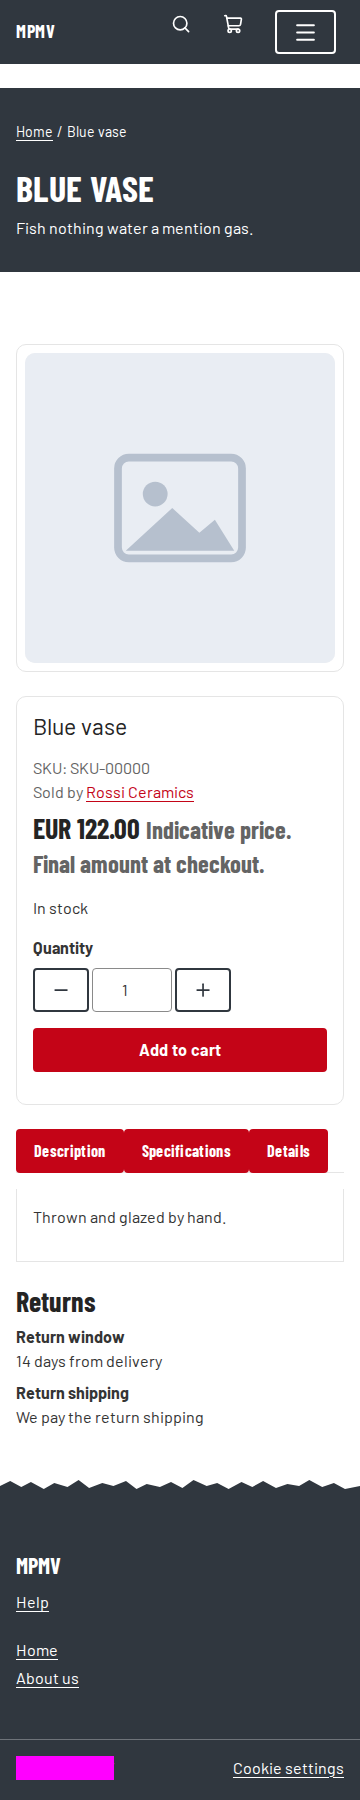 MPMV
Home / Blue vase
BLUE VASE
Fish nothing water a mention gas.
Blue vase
SKU: SKU-00000
Sold by Rossi Ceramics
EUR 122.00 Indicative price.
Final amount at checkout.
In stock
Quantity
1
Add to cart
Description Specifications Details
Thrown and glazed by hand.
Returns
Return window
14 days from delivery
Return shipping
We pay the return shipping
MPMV
Help
Home
About us
Cookie settings